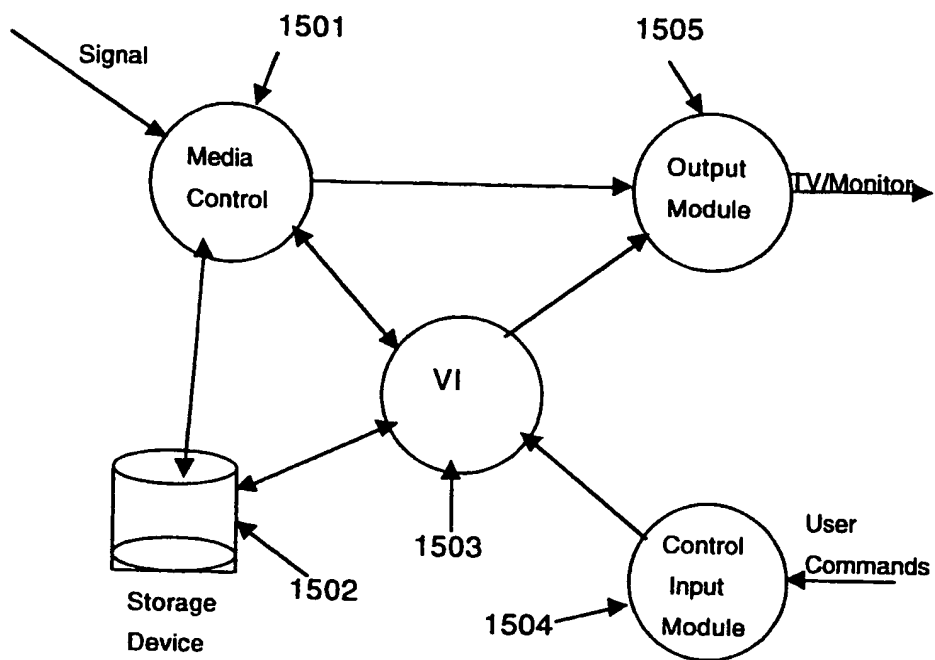 1501
1505
Signal
Media
Control
Output
Module
TV/Monitor
VI
1503
1502
Storage
Device
1504
Control
Input
Module
User
Commands